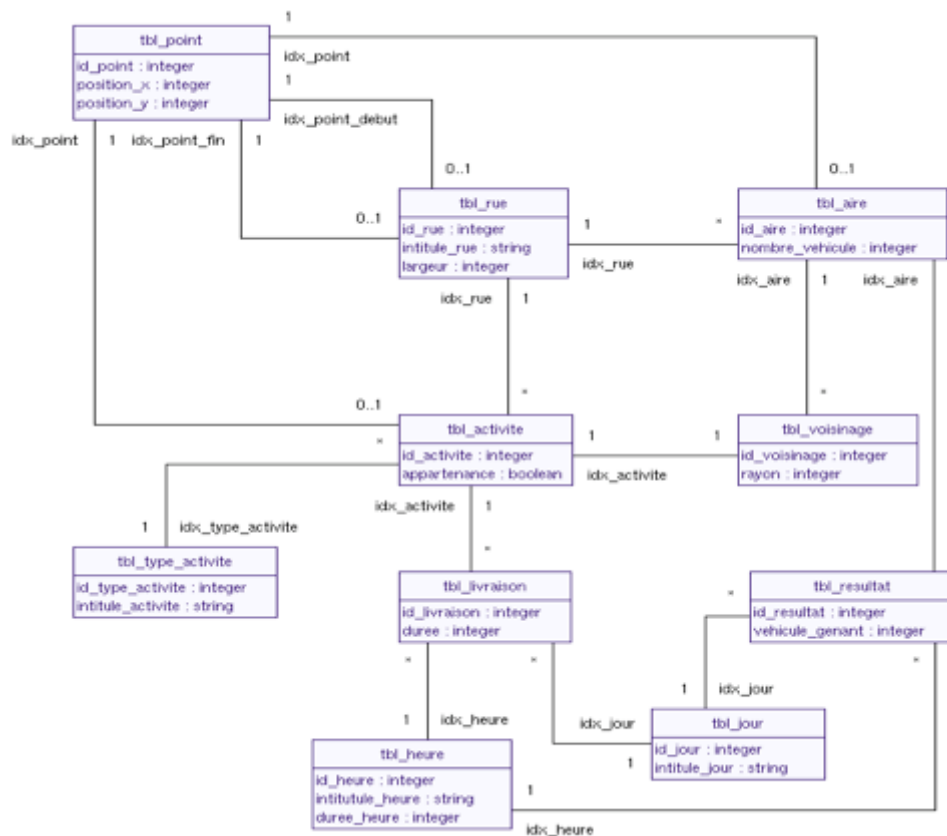 1
tbl_point
idx_point
id_point : integer
position_x : integer
position_y : integer
1
idx_point_debut
idx_point
1
idx_point_fin
1
0..1
0..1
tbl_rue
id_rue : integer
intitule_rue : string
largeur : integer
tbl_aire
id_aire : integer
nombre_vehicule : integer
0..1
1
*
idx_rue
idx_rue
1
idx_aire
1
idx_aire
0..1
*
*
*
tbl_activite
id_activite : integer
appartenance : boolean
1
1
idx_activite
tbl_voisinage
id_voisinage : integer
rayon : integer
idx_activite
1
1
idx_type_activite
*
tbl_type_activite
id_type_activite : integer
intitule_activite : string
tbl_livraison
id_livraison : integer
duree : integer
tbl_resultat
id_resultat : integer
vehicule_genant : integer
*
*
*
*
1
idx_jour
1
idx_heure
idx_jour
1
tbl_jour
id_jour : integer
intitule_jour : string
tbl_heure
id_heure : integer
intitutule_heure : string
duree_heure : integer
1
idx_heure